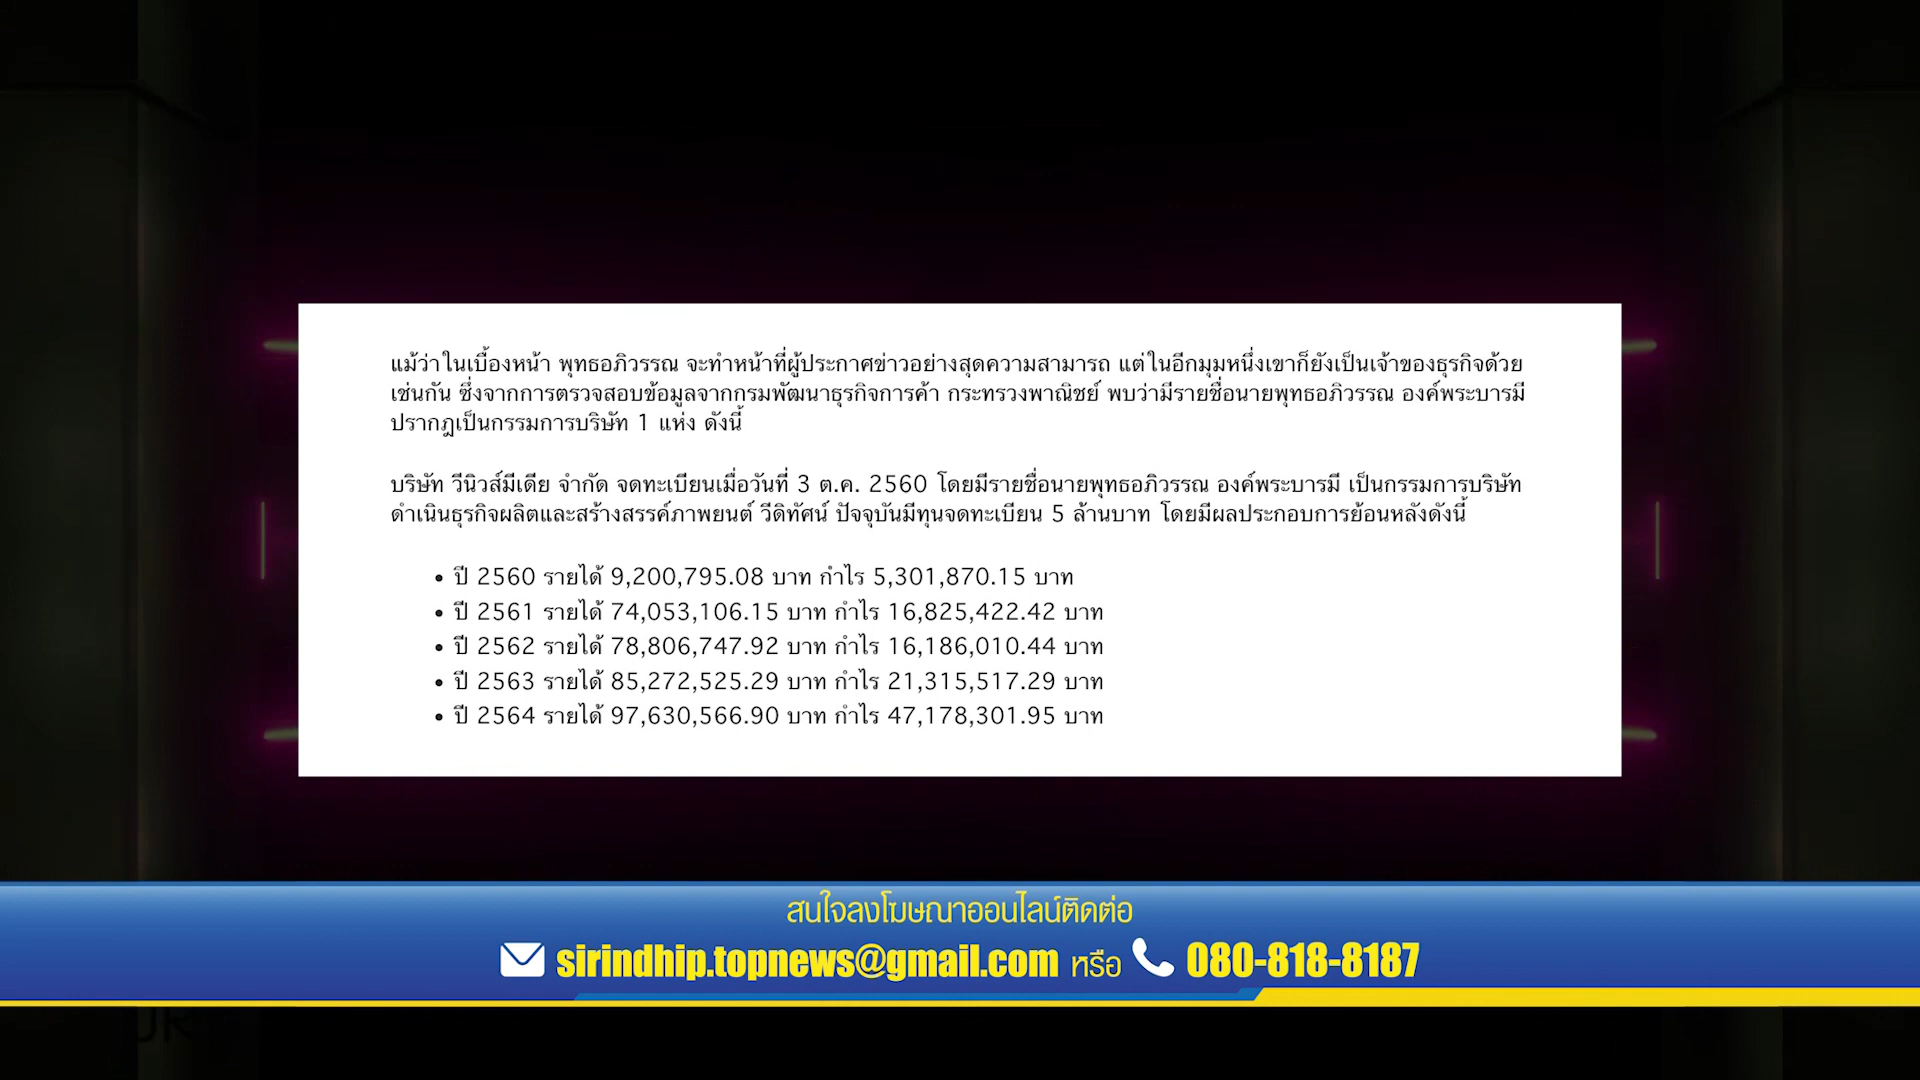 แม้ว่าในเบื้องหน้า พุทธอภิวรรณ จะทำหน้าที่ผู้ประกาศข่าวอย่างสุดความสามารถ แต่ในอีกมุมหนึ่งเขาก็ยังเป็นเจ้าของธุรกิจด้วย
เช่นกัน ซึ่งจากการตรวจสอบข้อมูลจากกรมพัฒนาธุรกิจการค้า กระทรวงพาณิชย์ พบว่ามีรายชื่อนายพุทธอภิวรรณ องค์พระบารมี
ปรากฎเป็นกรรมการบริษัท 1 แห่ง ดังนี้
บริษัท วีนิวส์มีเดีย จำกัด จดทะเบียนเมื่อวันที่ 3 ต.ค. 2560 โดยมีรายชื่อนายพุทธอภิวรรณ องค์พระบารมี เป็นกรรมการบริษัท
ดำเนินธุรกิจผลิตและสร้างสรรค์ภาพยนต์ วีดิทัศน์ ปัจจุบันมีทุนจดทะเบียน 5 ล้านบาท โดยมีผลประกอบการย้อนหลังดังนี้
• ปี 2560 รายได้ 9,200,795.08 บาท กำไร 5,301,870.15 บาท
• ปี 2561 รายได้ 74,053,106.15 บาท กำไร 16,825,422.42 บาท
• ปี 2562 รายได้ 78,806,747.92 บาท กำไร 16,186,010.44 บาท
• ปี 2563 รายได้ 85,272,525.29 บาท กำไร 21,315,517.29 บาท
• ปี 2564 รายได้ 97,630,566.90 บาท กำไร 47,178,301.95 บาท
สนใจลงโฆษณาออนไลน์ติดต่อ
sirindhip.topnews@gmail.com หรือ 080-818-8187